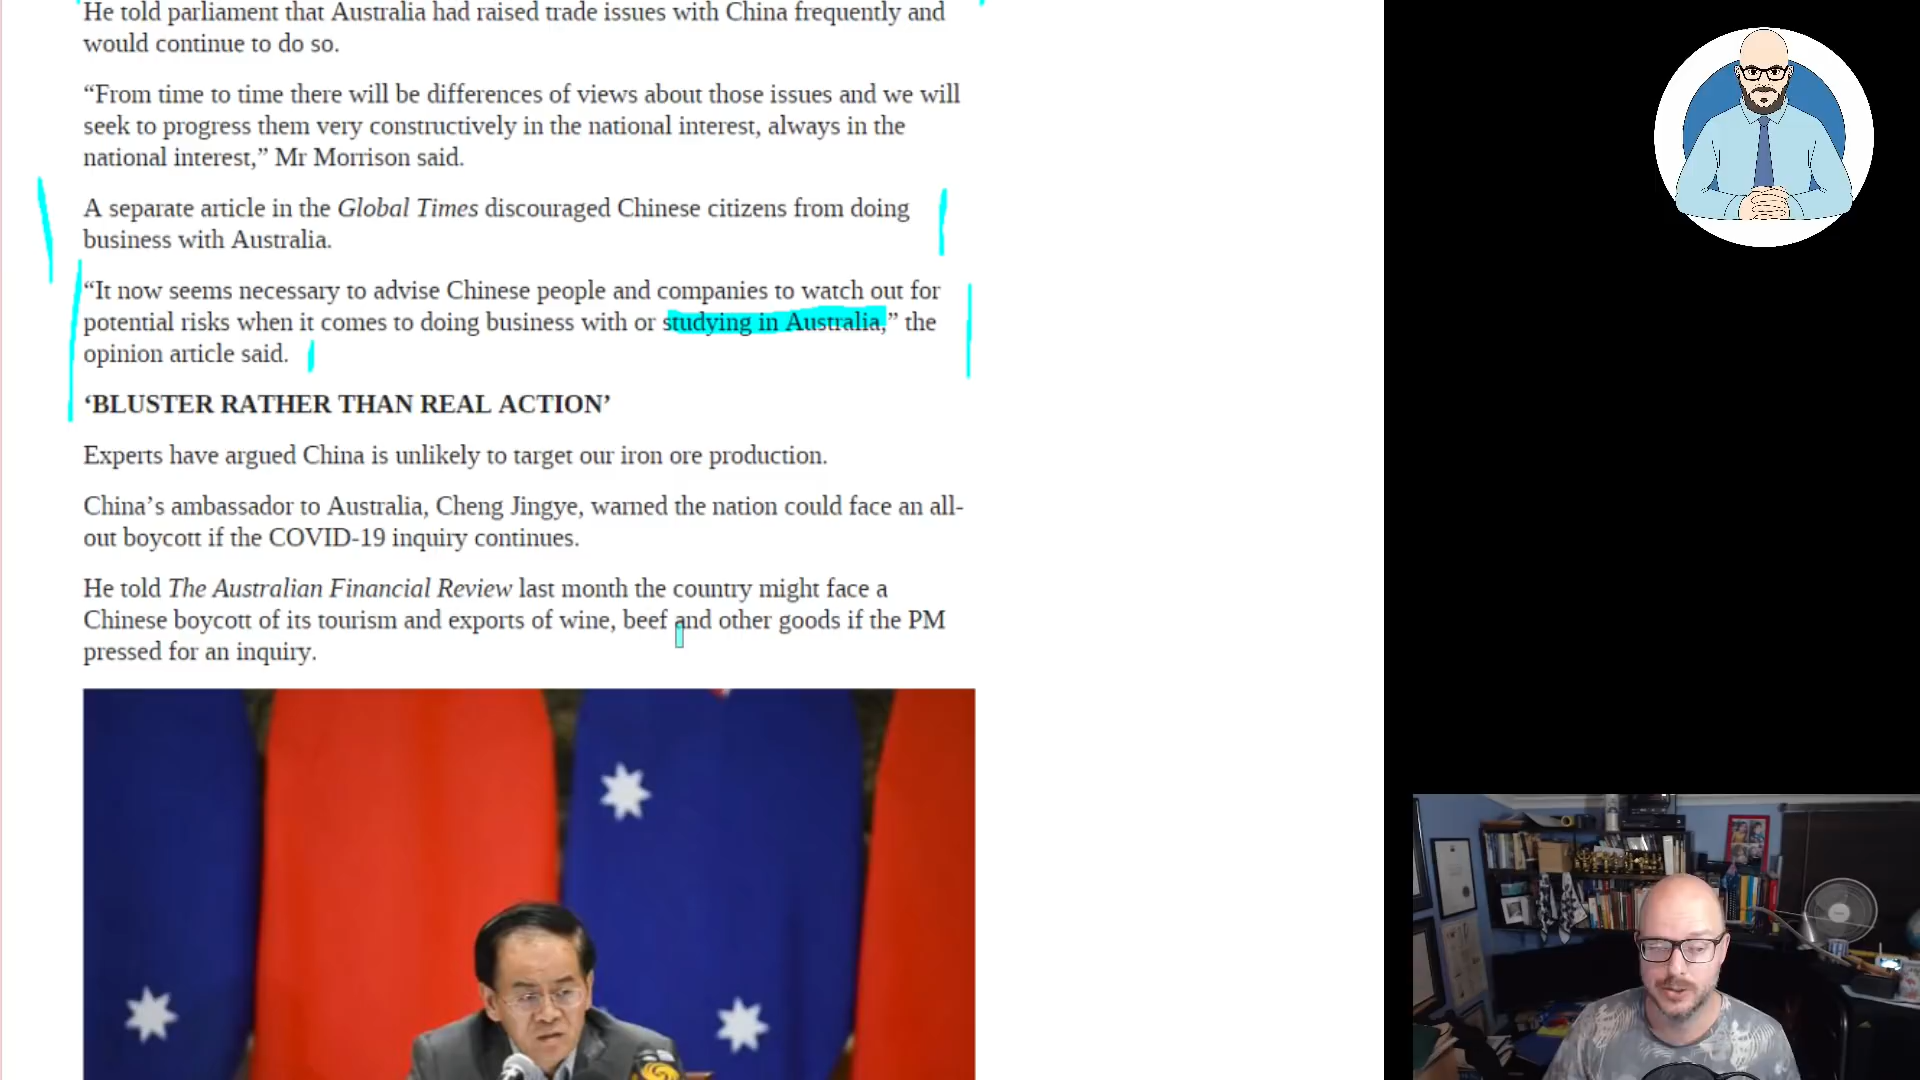 He told parliament that Australia had raised trade issues with China frequently and
would continue to do so.
“From time to time there will be differences of views about those issues and we will
seek to progress them very constructively in the national interest, always in the
national interest,” Mr Morrison said.
A separate article in the Global Times discouraged Chinese citizens from doing
business with Australia.
“It now seems necessary to advise Chinese people and companies to watch out for
potential risks when it comes to doing business with or studying in Australia,” the
opinion article said.
‘BLUSTER RATHER THAN REAL ACTION’
Experts have argued China is unlikely to target our iron ore production.
China’s ambassador to Australia, Cheng Jingye, warned the nation could face an all-
out boycott if the COVID-19 inquiry continues.
He told The Australian Financial Review last month the country might face a
Chinese boycott of its tourism and exports of wine, beef and other goods if the PM
pressed for an inquiry.